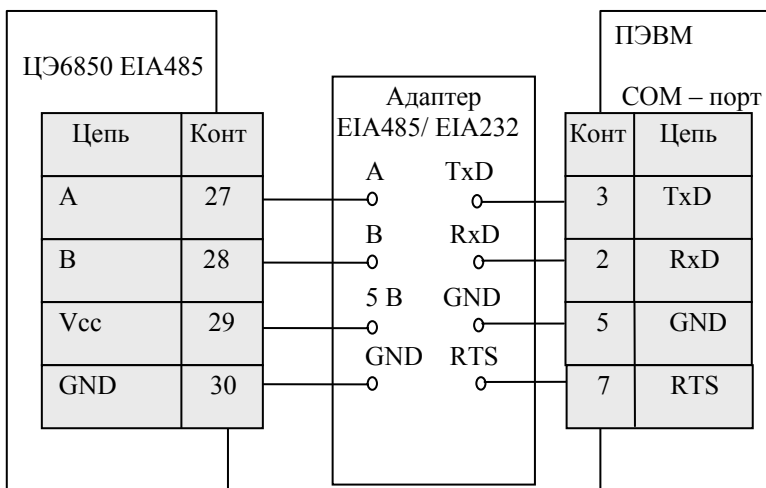 ЦЭ6850 EIA485
Цепь Конт
A 27
B 28
Vcc 29
GND 30
Адаптер
EIA485/ EIA232
A TxD
B RxD
5 В GND
GND RTS
ПЭВМ
COM – порт
Конт Цепь
3 TxD
2 RxD
5 GND
7 RTS